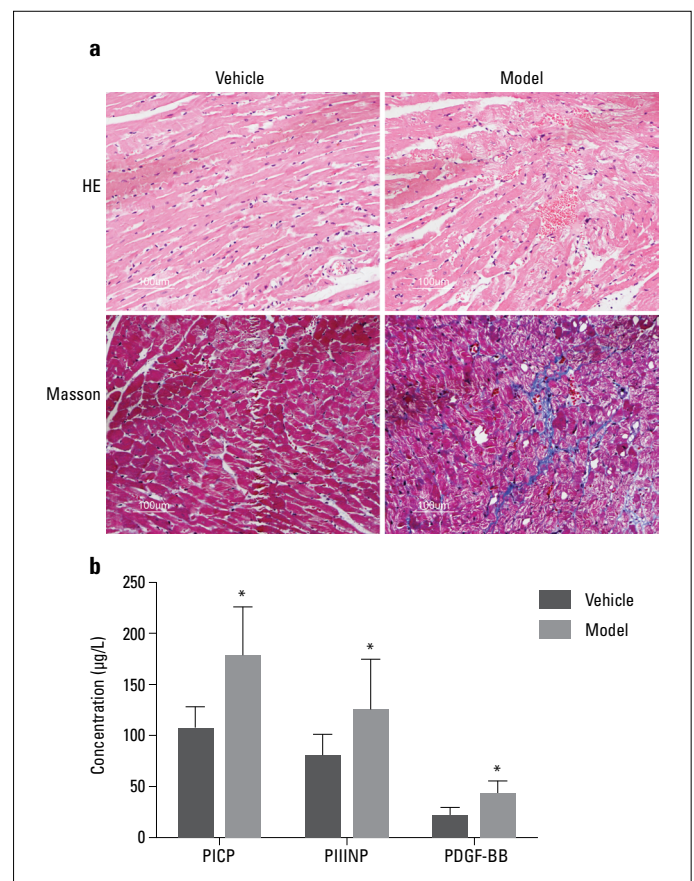 a
Vehicle Model
HE
100um 100um
Masson
100um 100um
b
Concentration (µg/L)
250
200
150
100
50
0
* * *
PICP PIIINP PDGF-BB
Vehicle
Model